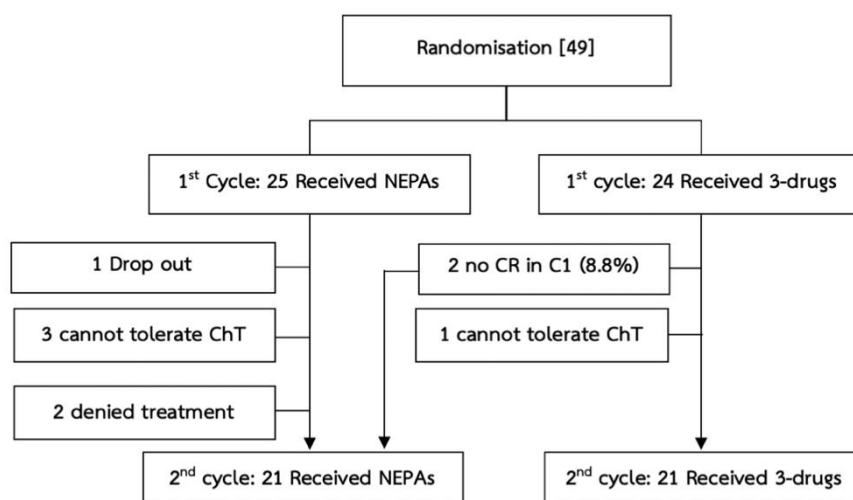 Randomisation [49]
1st Cycle: 25 Received NEPAs
1st cycle: 24 Received 3-drugs
1 Drop out
2 no CR in C1 (8.8%)
3 cannot tolerate ChT
1 cannot tolerate ChT
2 denied treatment
2nd cycle: 21 Received NEPAs
2nd cycle: 21 Received 3-drugs